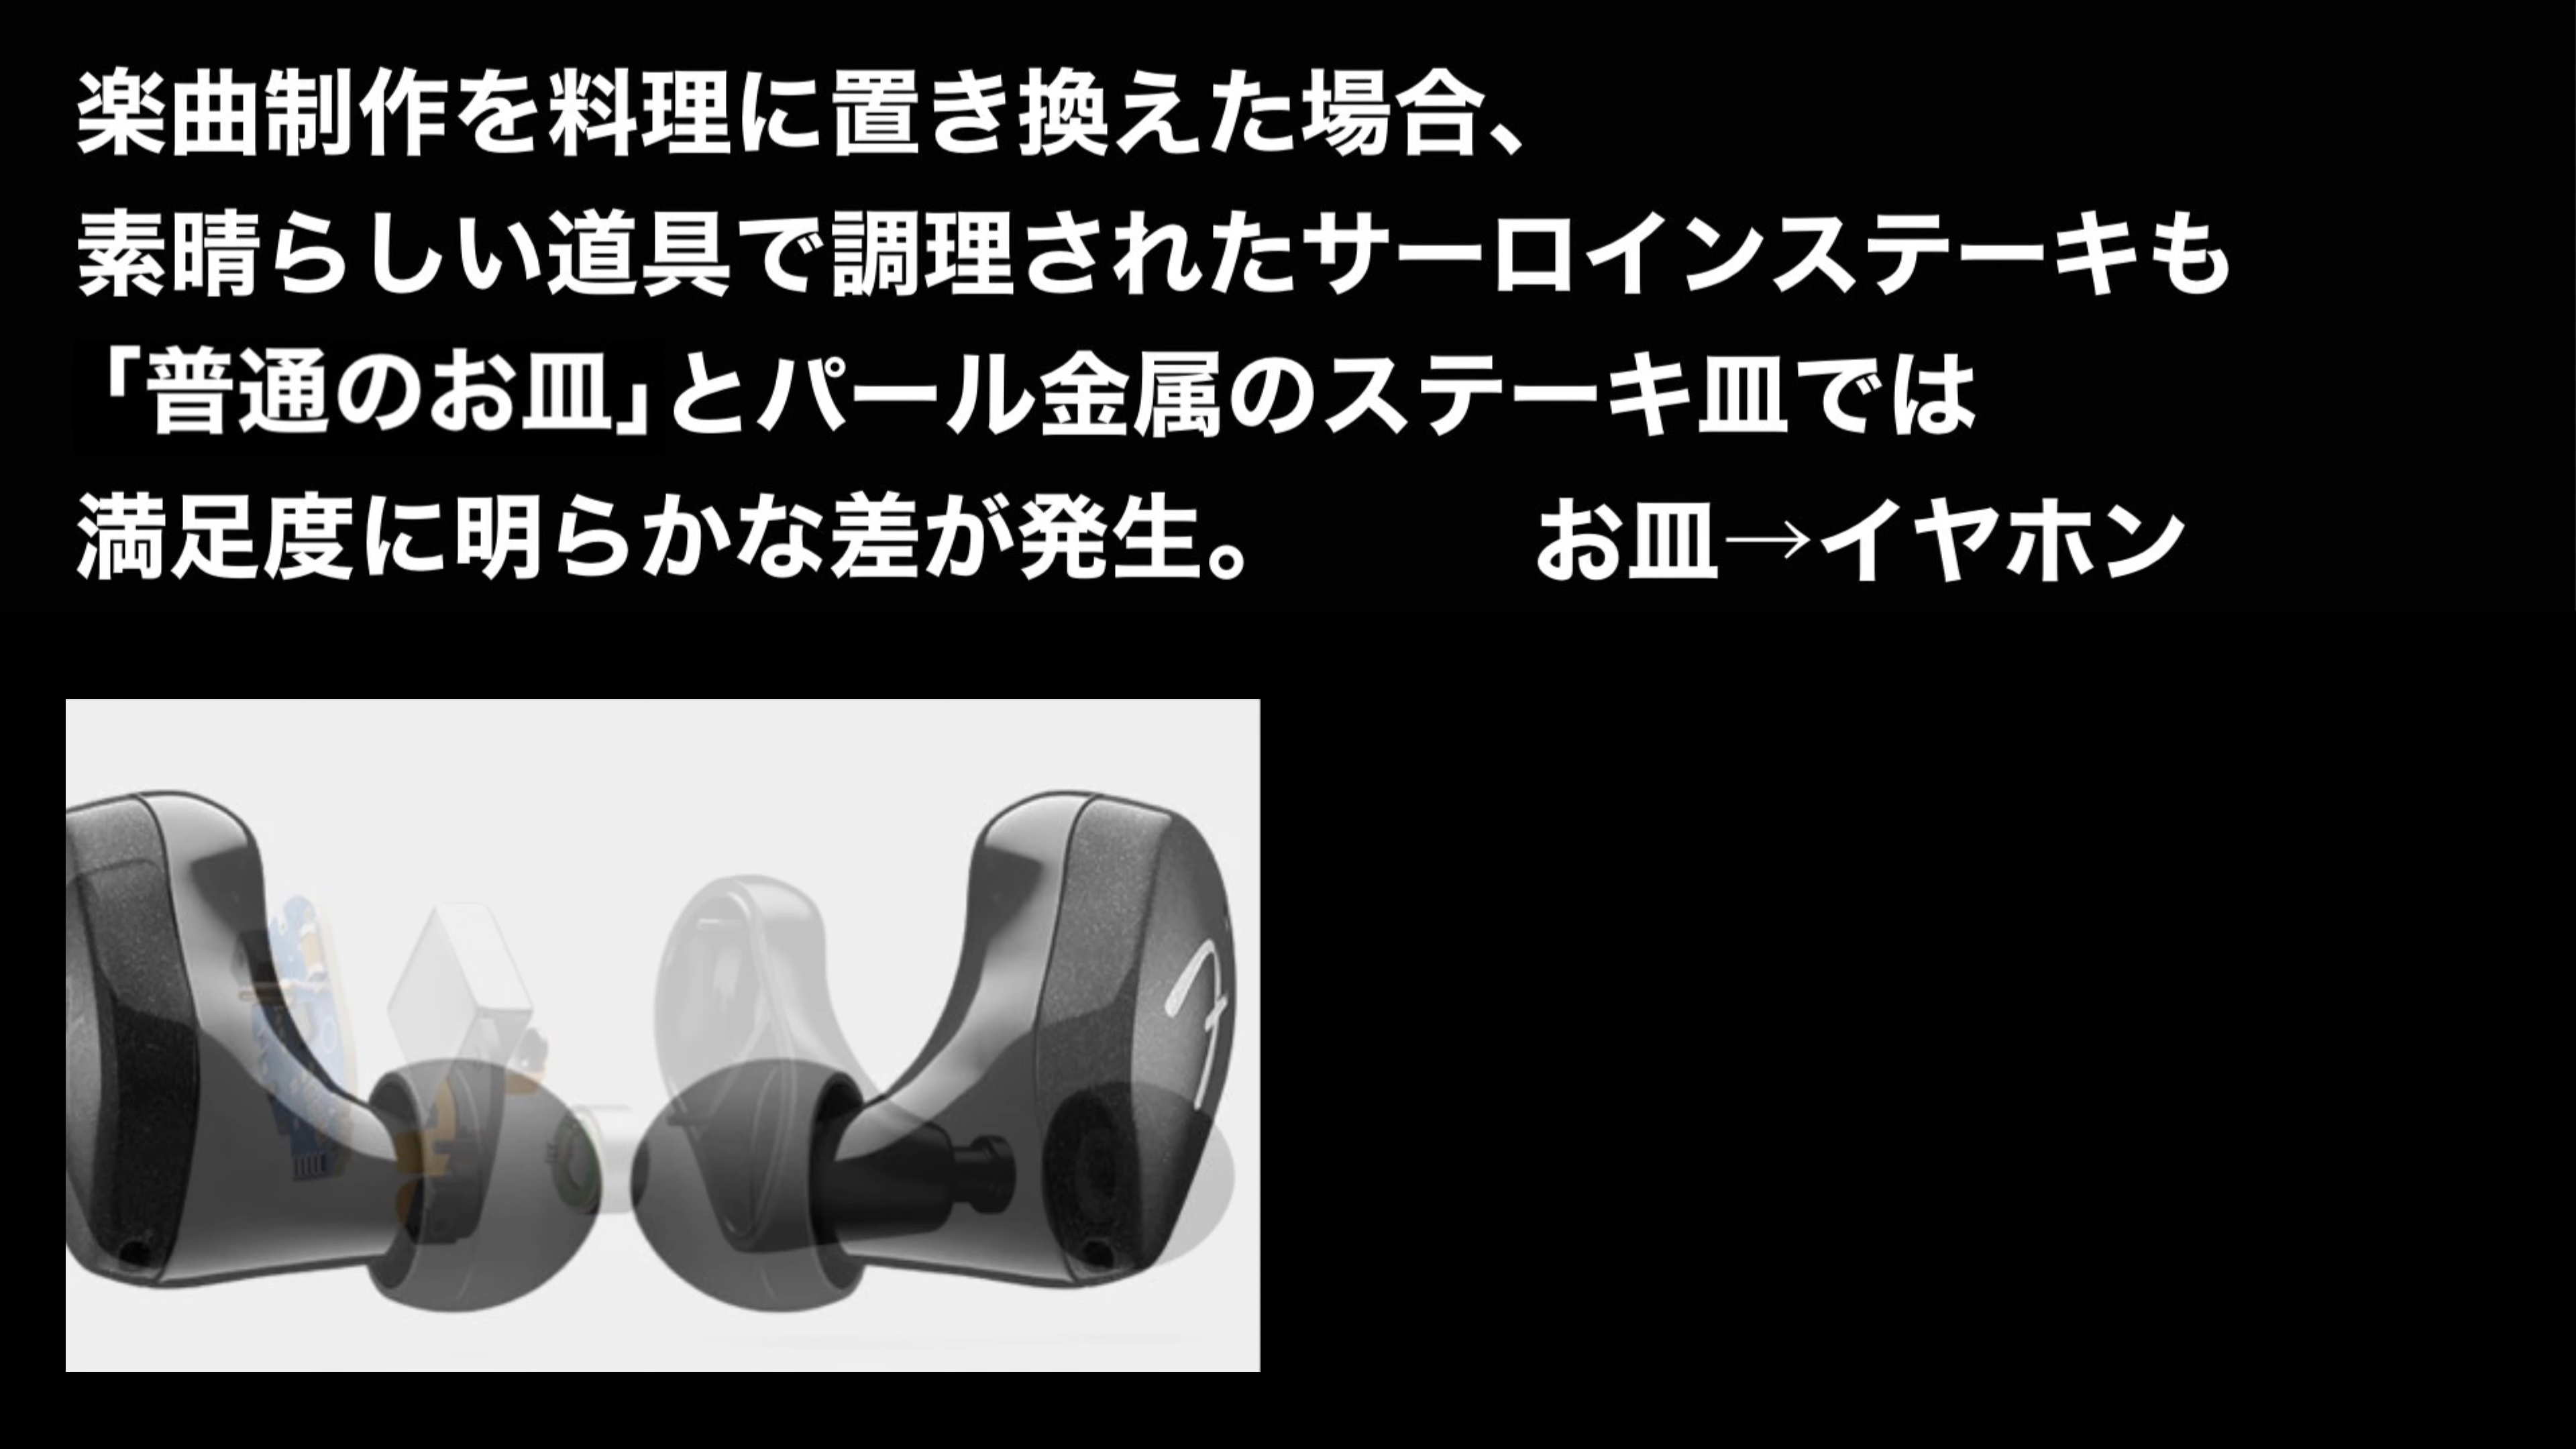 楽曲制作を料理に置き換えた場合、
素晴らしい道具で調理されたサーロインステーキも
「普通のお皿」とパール金属のステーキ皿では
満足度に明らかな差が発生。 お皿→イヤホン